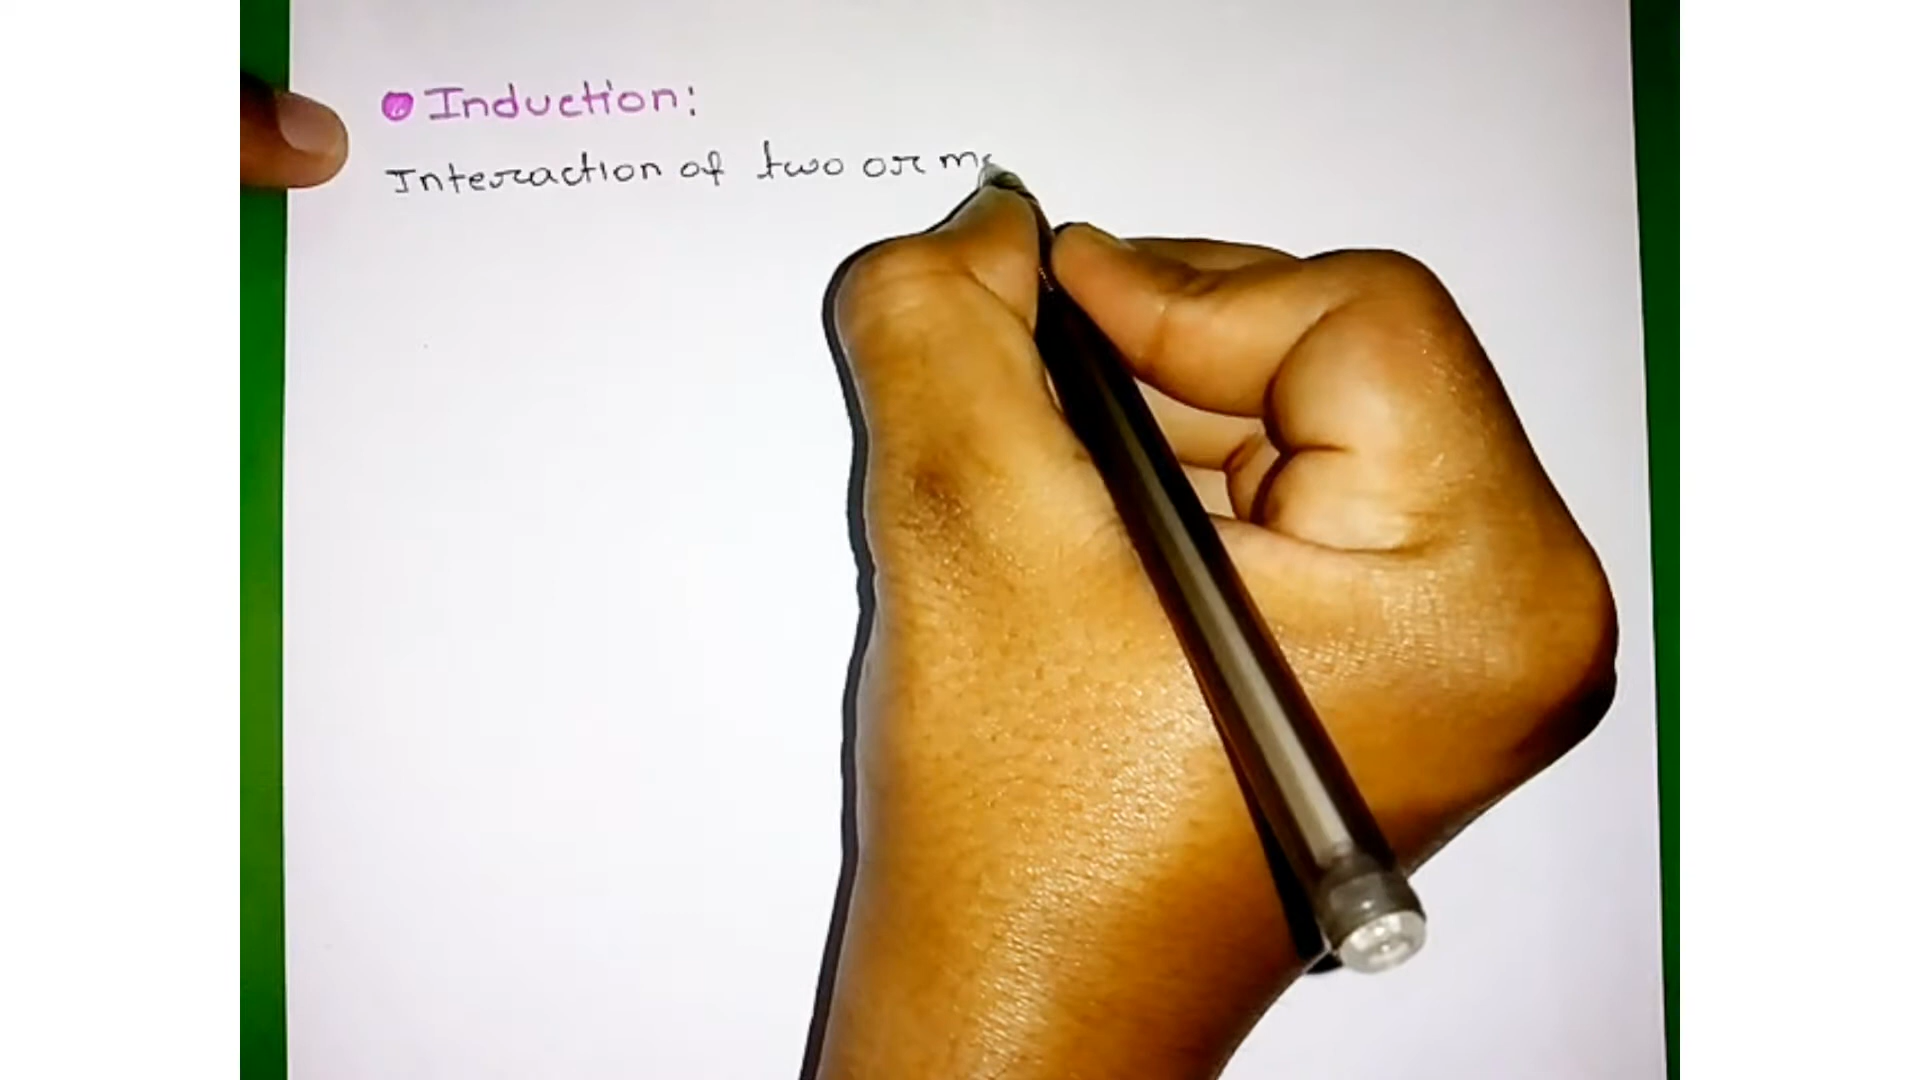 Induction:
Interaction of two or